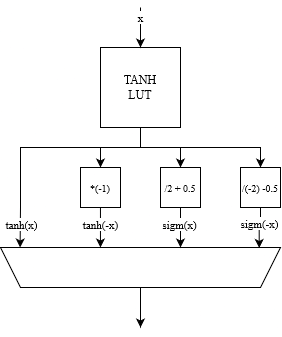 x
TANH
LUT
*(-1)
/2 + 0.5
/(-2) -0.5
tanh(x)
tanh(-x)
sigm(x)
sigm(-x)